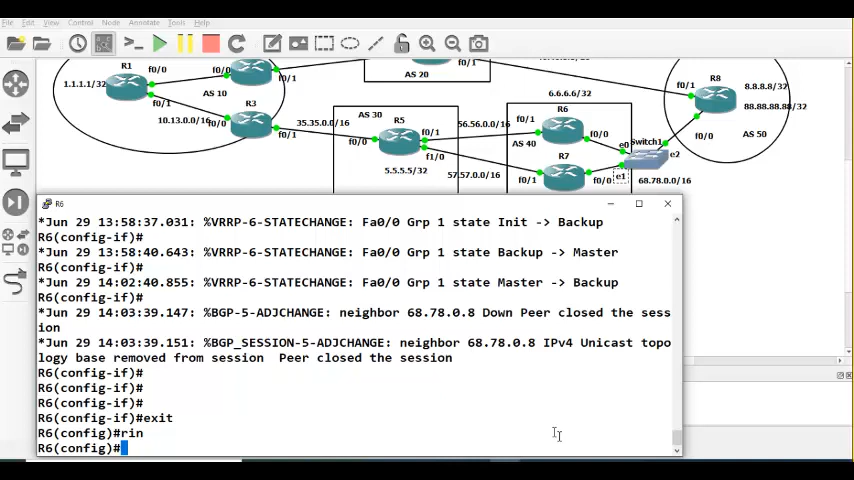 File Edit View Control Node Annotate Tools Help
R1
f0/0
f0/0
f0/1
1.1.1.1/32
AS 10
f0/1
f0/1
AS 20
R8
8.8.8.8/32
f0/1
88.88.88.88/32
6.6.6.6/32
R3
10.13.0.0/16
f0/0
f0/1
35.35.0.0/16
AS 30
R5
f0/0
f0/1
f1/0
5.5.5.5/32
56.56.0.0/16
57.57.0.0/16
R6
f0/1
f0/0
AS 40
R7
f0/1
f0/0
e0
Switch1
e2
e1
68.78.0.0/16
f0/0
AS 50
R6
*Jun 29 13:58:37.031: %VRRP-6-STATECHANGE: Fa0/0 Grp 1 state Init -> Backup
R6(config-if)#
*Jun 29 13:58:40.643: %VRRP-6-STATECHANGE: Fa0/0 Grp 1 state Backup -> Master
R6(config-if)#
*Jun 29 14:02:40.855: %VRRP-6-STATECHANGE: Fa0/0 Grp 1 state Master -> Backup
R6(config-if)#
*Jun 29 14:03:39.147: %BGP-5-ADJCHANGE: neighbor 68.78.0.8 Down Peer closed the sess
ion
*Jun 29 14:03:39.151: %BGP_SESSION-5-ADJCHANGE: neighbor 68.78.0.8 IPv4 Unicast topo
logy base removed from session  Peer closed the session
R6(config-if)#
R6(config-if)#
R6(config-if)#
R6(config-if)#exit
R6(config)#rin
R6(config)#